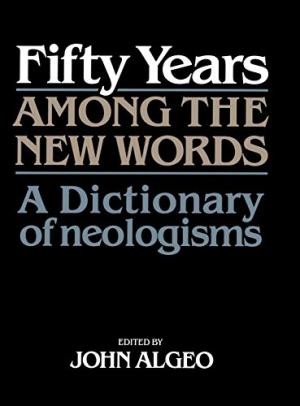 Fifty Years
AMONG THE
NEW WORDS
A Dictionary
of neologisms
EDITED BY
JOHN ALGEO